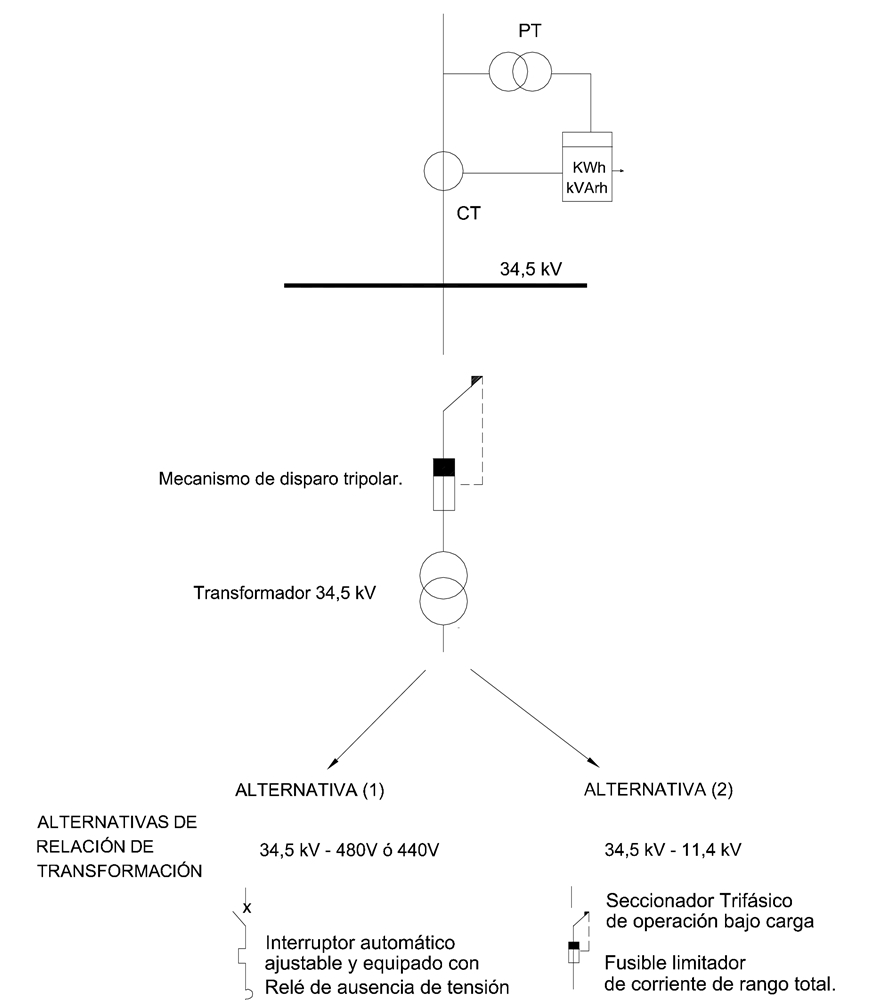 PT
KWh
kVArh
CT
34,5 kV
Mecanismo de disparo tripolar.
Transformador 34,5 kV
ALTERNATIVA (1)
ALTERNATIVA (2)
ALTERNATIVAS DE
RELACIÓN DE
TRANSFORMACIÓN
34,5 kV - 480V ó 440V
34,5 kV - 11,4 kV
x
Interruptor automático
ajustable y equipado con
Relé de ausencia de tensión
Seccionador Trifásico
de operación bajo carga
Fusible limitador
de corriente de rango total.